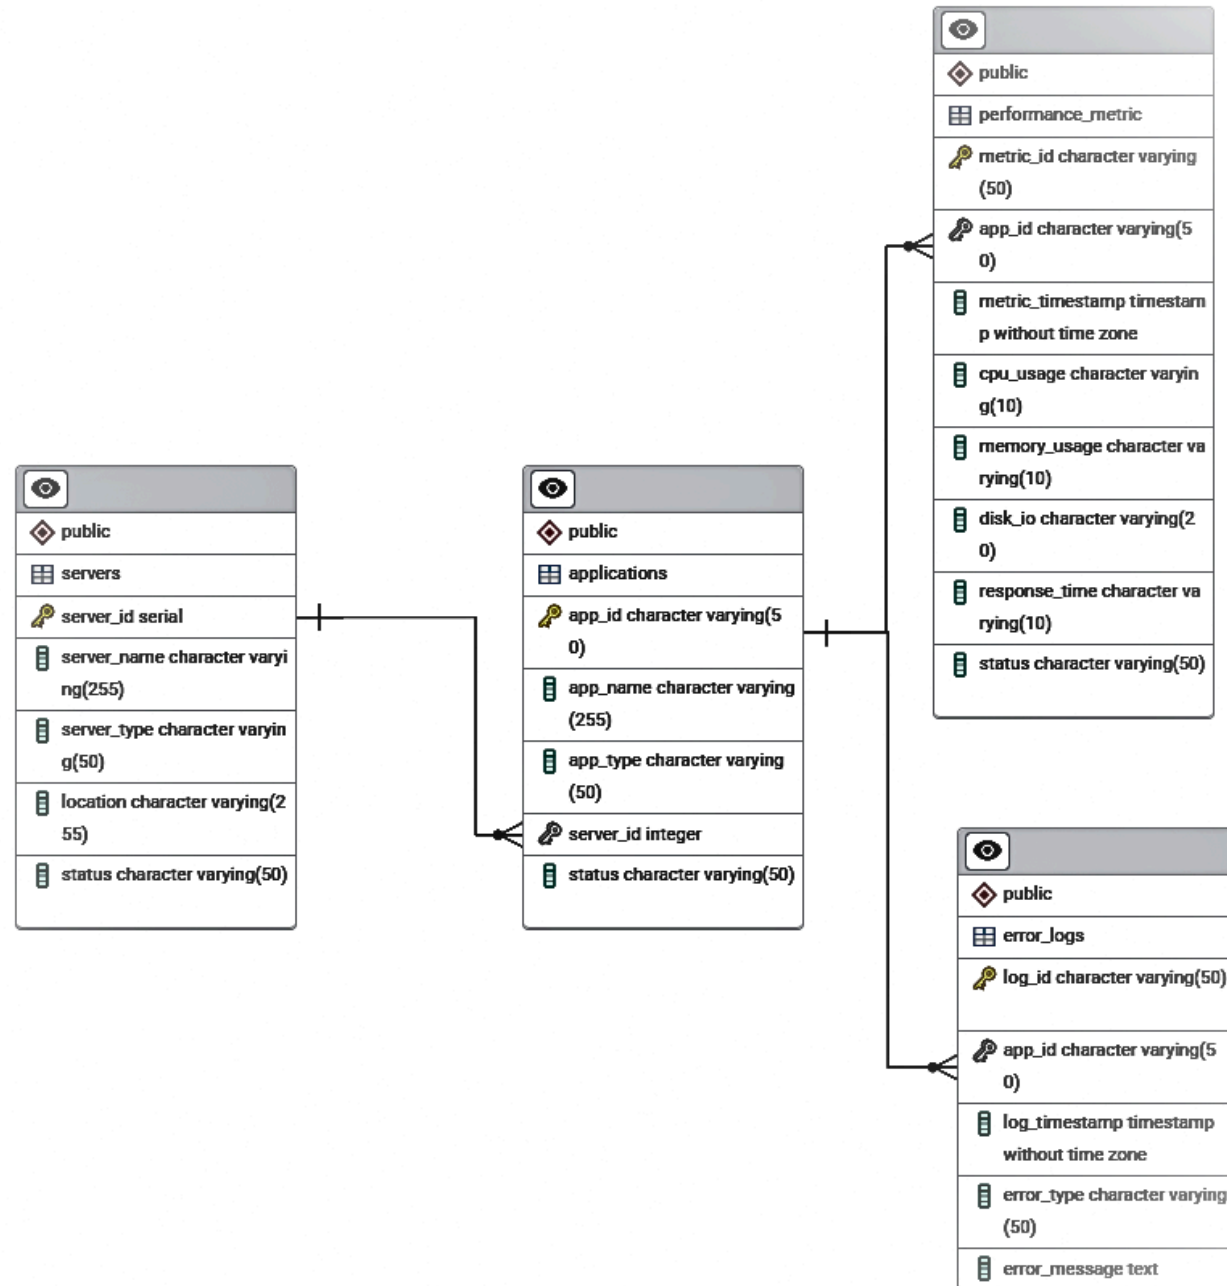 public
servers
server_id serial
server_name character varyi
ng(255)
server_type character varyin
g(50)
location character varying(2
55)
status character varying(50)
public
applications
app_id character varying(5
0)
app_name character varying
(255)
app_type character varying
(50)
server_id integer
status character varying(50)
public
performance_metric
metric_id character varying
(50)
app_id character varying(5
0)
metric_timestamp timestam
p without time zone
cpu_usage character varyin
g(10)
memory_usage character va
rying(10)
disk_io character varying(2
0)
response_time character va
rying(10)
status character varying(50)
public
error_logs
log_id character varying(50)
app_id character varying(5
0)
log_timestamp timestamp
without time zone
error_type character varying
(50)
error_message text